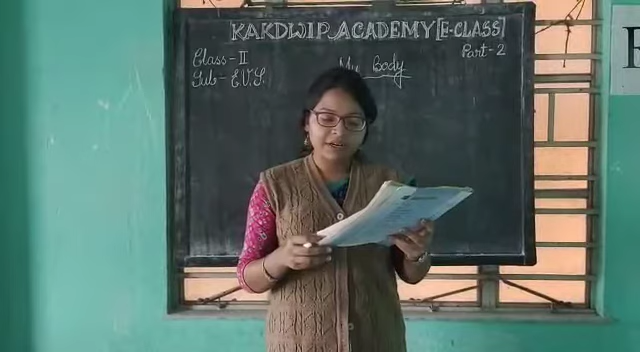 KAKDWIP ACADEMY [E-CLASS]
Class-II
Sub-E.V.S.
My Body
Part-2